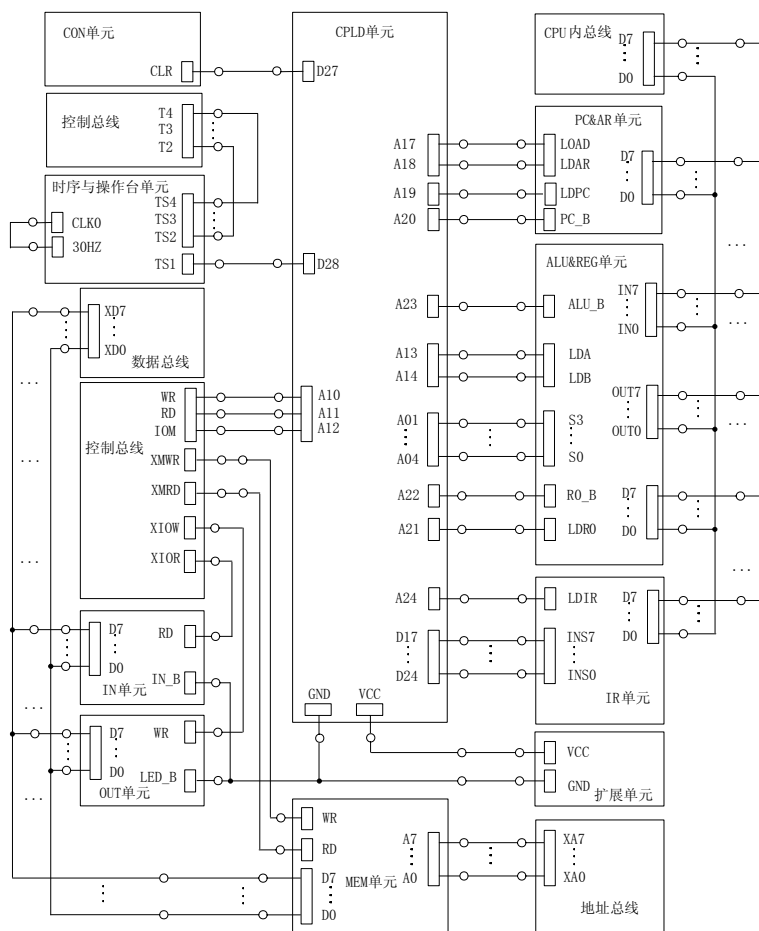 CON单元
CLR
控制总线
T4
T3
T2
时序与操作台单元
TS4
TS3
TS2
CLK0
30HZ
TS1
XD7
XD0
数据总线
...
WR
RD
IOM
控制总线
XMWR
XMRD
XIOW
XIOR
...
...
D7
D0
RD
IN_B
IN单元
...
D7
D0
WR
LED_B
OUT单元
...
CPLD单元
D27
D28
A10
A11
A12
A17
A18
A19
A20
A23
A13
A14
A01
A04
A22
A21
A24
D17
D24
GND
VCC
WR
RD
D7
D0
MEM单元
A7
A0
CPU内总线
D7
D0
PC&AR单元
LOAD
LDAR
LDPC
PC_B
D7
D0
...
ALU&REG单元
ALU_B
IN7
IN0
...
LDA
LDB
OUT7
OUT0
...
S3
S0
R0_B
LDR0
D7
D0
...
LDIR
D7
D0
INS7
INS0
IR单元
VCC
GND
扩展单元
XA7
XA0
地址总线